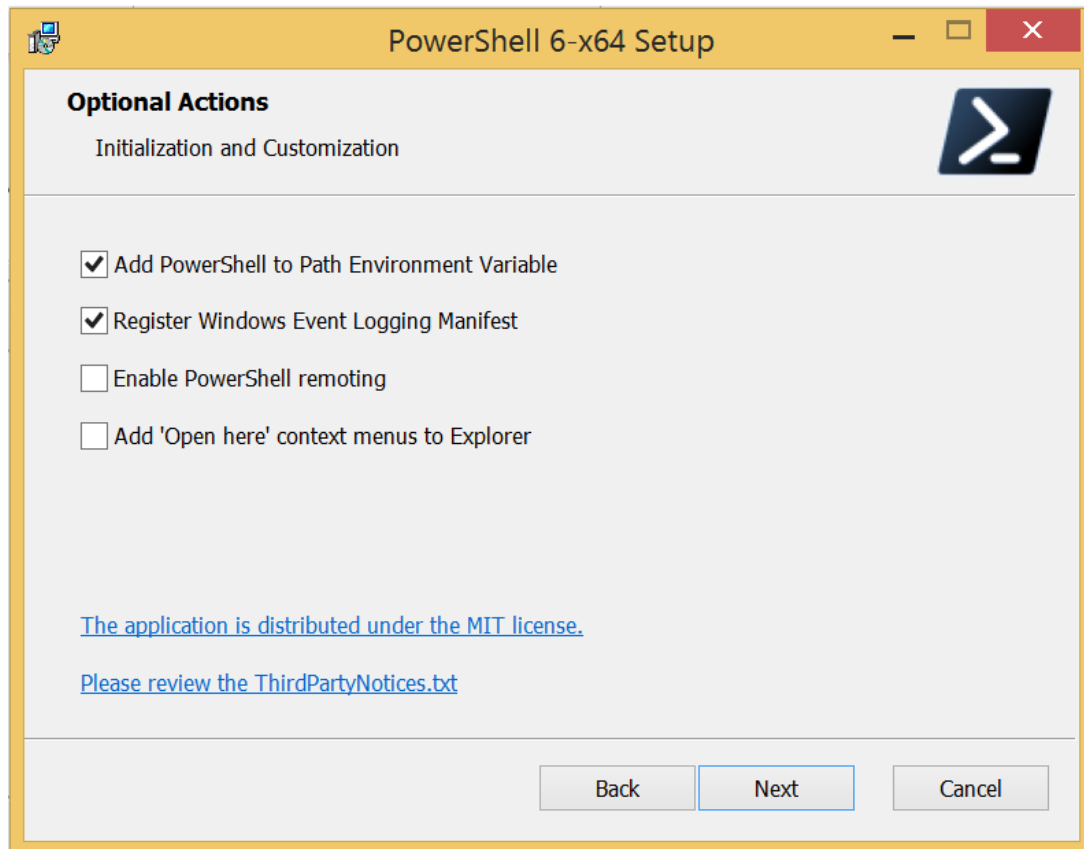 PowerShell 6-x64 Setup
Optional Actions
Initialization and Customization
Add PowerShell to Path Environment Variable
Register Windows Event Logging Manifest
Enable PowerShell remoting
Add 'Open here' context menus to Explorer
The application is distributed under the MIT license.
Please review the ThirdPartyNotices.txt
Back Next Cancel